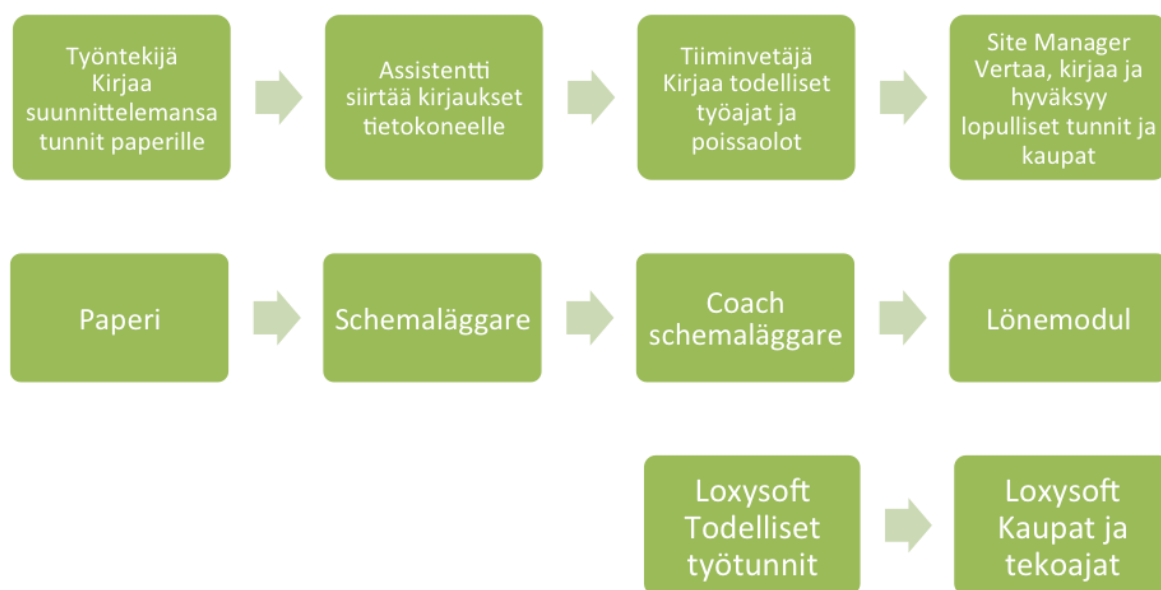 Työntekijä
Kirjaa
suunnittelemansa
tunnit paperille
Assistentti
siirtää kirjaukset
tietokoneelle
Tiiminvetäjä
Kirjaa todelliset
työajat ja
poissaolot
Site Manager
Vertaa, kirjaa ja
hyväksyy
lopulliset tunnit ja
kaupat
Paperi
Schemaläggare
Coach
schemaläggare
Lönemodul
Loxysoft
Todelliset
työtunnit
Loxysoft
Kaupat ja
tekoajat